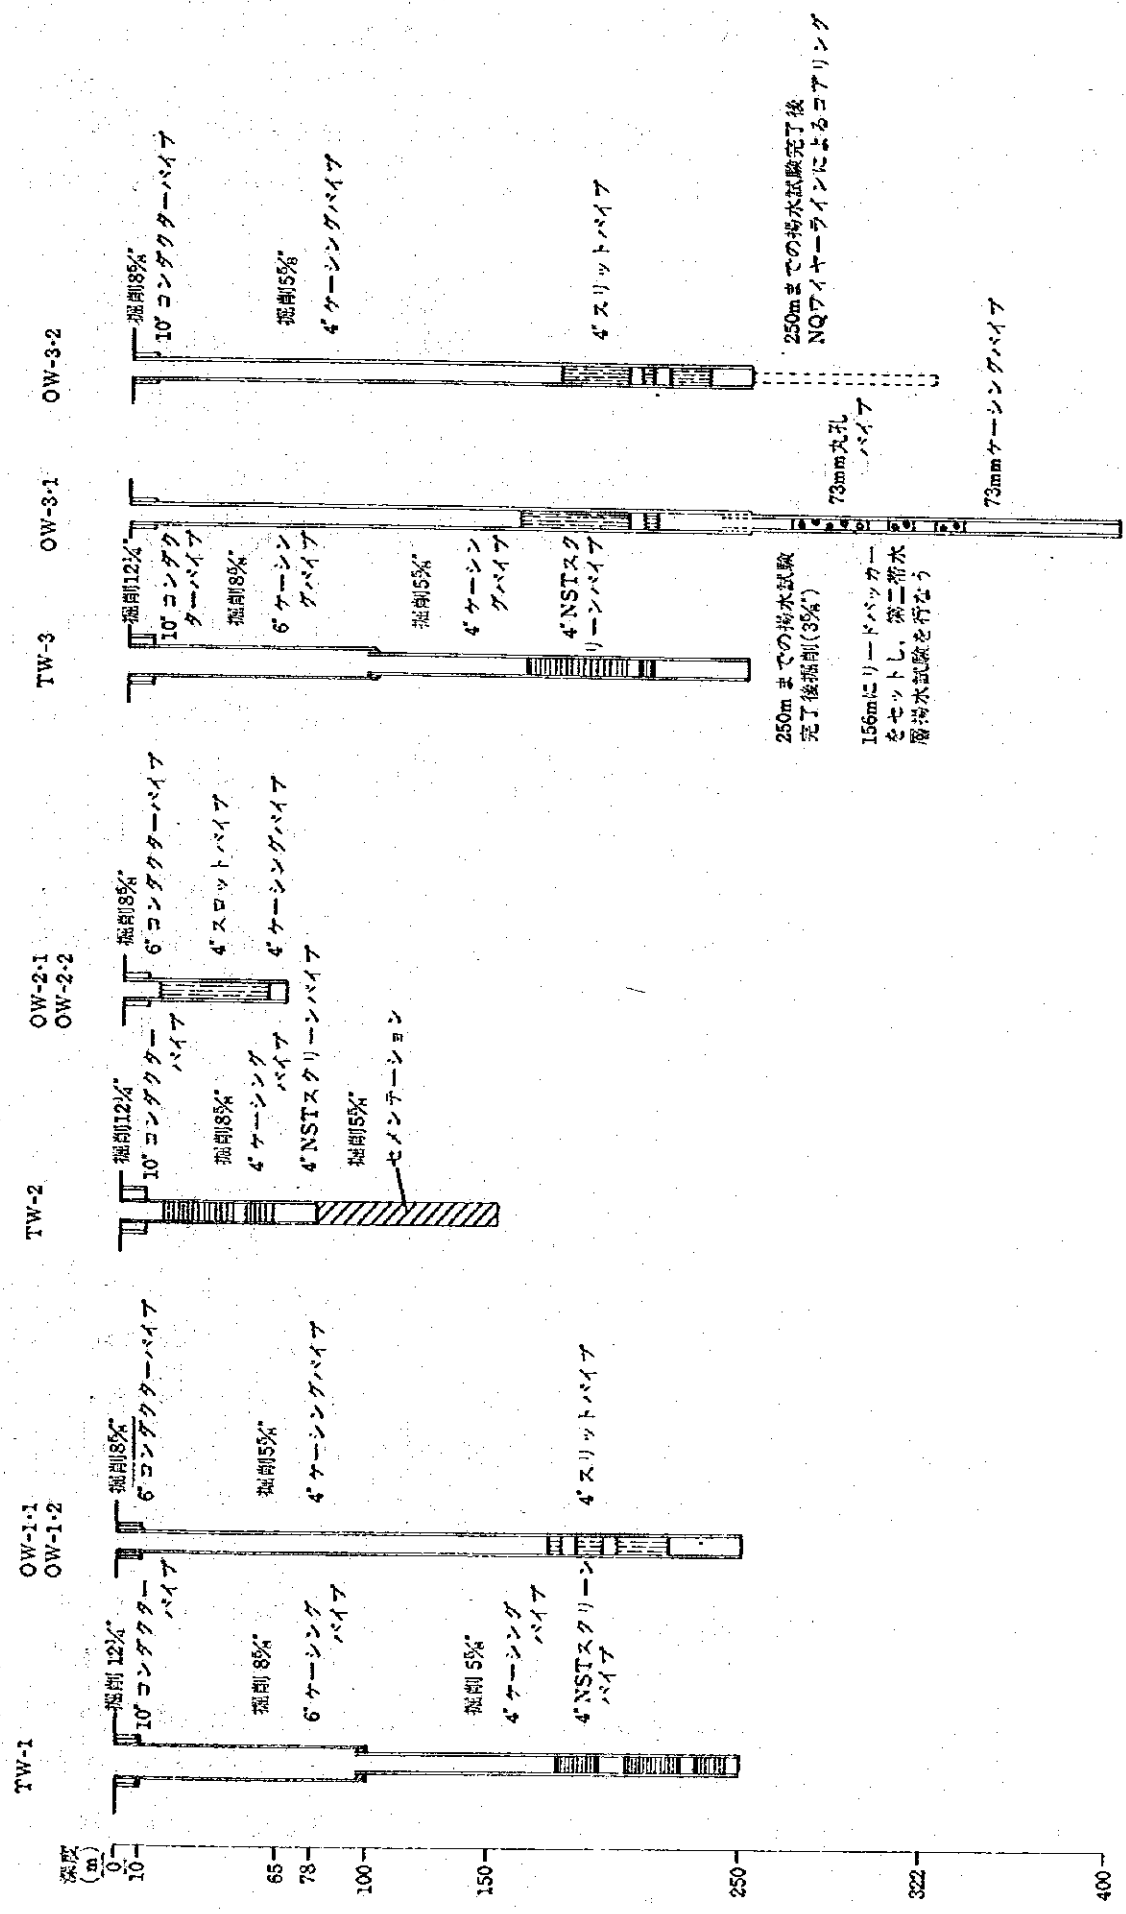 深度
(m)
0
10
65
78
100
150
250
322
400
TW-1
掘削 12¼"
10" コンダクター
パイプ
掘削 8⅝"
6" ケーシング
パイプ
掘削 5⅝"
4" ケーシング
パイプ
4" NSTスクリーン
パイプ
OW-1・1
OW-1・2
掘削8⅝"
6" コンダクターパイプ
掘削5⅝"
4" ケーシングパイプ
4" スリットパイプ
TW-2
掘削12¼"
10" コンダクター
パイプ
掘削8⅝"
4" ケーシング
パイプ
4" NSTスクリーンパイプ
掘削5⅝"
セメンテーション
OW-2・1
OW-2・2
掘削8⅝"
6" コンダクターパイプ
4" スロットパイプ
4" ケーシングパイプ
TW-3
掘削12¼"
10" コンダク
ターパイプ
掘削8⅝"
6" ケーシン
グパイプ
掘削5⅝"
4" ケーシン
グパイプ
4" NSTスク
リーンパイプ
OW-3・1
250m までの揚水試験
完了後掘削(3⅝")
156mにリードパッカー
をセットし、第二帯水
層揚水試験を行なう
73mm丸孔
パイプ
73mmケーシングパイプ
OW-3・2
掘削8⅝"
10" コンダクターパイプ
掘削5⅝"
4" ケーシングパイプ
4" スリットパイプ
250mまでの揚水試験完了後
NQワイヤーラインによるコアリング